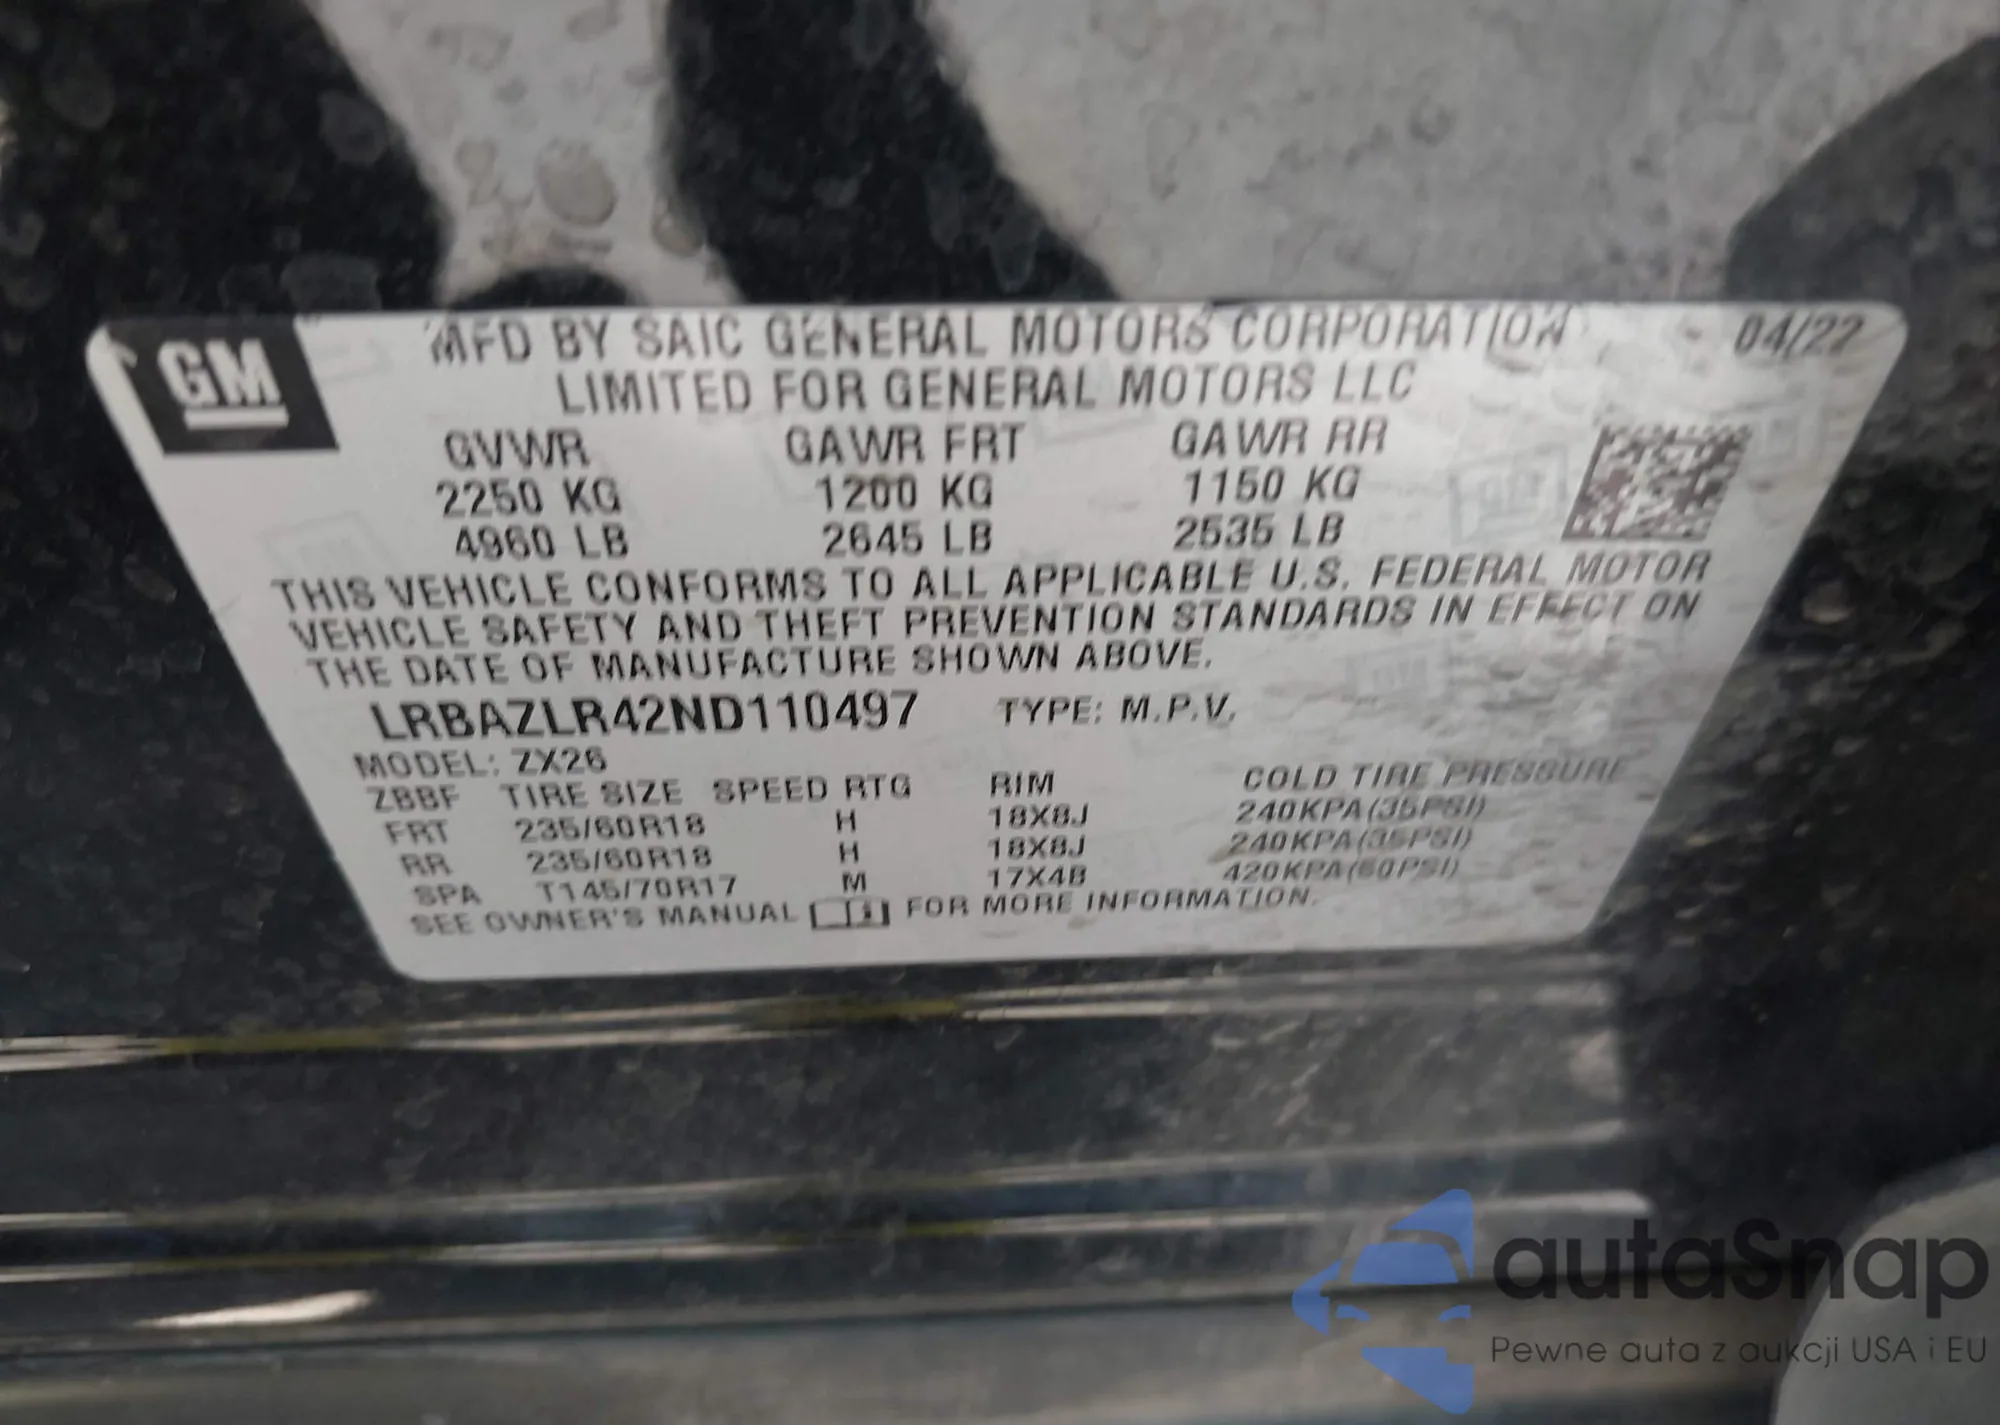 GM
MFD BY SAIC GENERAL MOTORS CORPORATION 04/22
LIMITED FOR GENERAL MOTORS LLC
GVWR GAWR FRT GAWR RR
2250 KG 1200 KG 1150 KG
4960 LB 2645 LB 2535 LB
THIS VEHICLE CONFORMS TO ALL APPLICABLE U.S. FEDERAL MOTOR
VEHICLE SAFETY AND THEFT PREVENTION STANDARDS IN EFFECT ON
THE DATE OF MANUFACTURE SHOWN ABOVE.
LRBAZLR42ND110497 TYPE: M.P.V.
MODEL: ZX26
ZBBF TIRE SIZE SPEED RTG RIM COLD TIRE PRESSURE
FRT 235/60R18 H 18X8J 240KPA(35PSI)
RR 235/60R18 H 18X8J 240KPA(35PSI)
SPA T145/70R17 M 17X4B 420KPA(60PSI)
SEE OWNER'S MANUAL FOR MORE INFORMATION.
autaSnap
Pewne auta z aukcji USA i EU